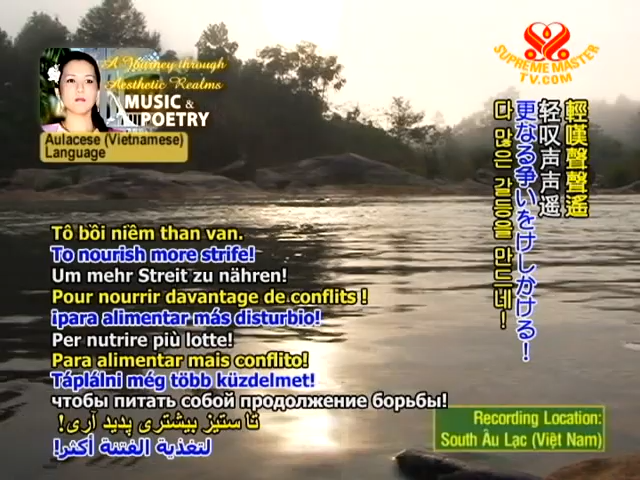 SUPREME MASTER
TV.COM
A Journey through
Aesthetic Realms
MUSIC &
POETRY
Aulacese (Vietnamese)
Language
輕嘆聲聲遙
轻叹声声遥
更なる争いをけしかける！
다 많은 갈등을 만드네!
Tô bồi niềm than van.
To nourish more strife!
Um mehr Streit zu nähren!
Pour nourrir davantage de conflits !
¡para alimentar más disturbio!
Per nutrire più lotte!
Para alimentar mais conflito!
Táplálni még több küzdelmet!
чтобы питать собой продолжение борьбы!
تا ستیز بیشتری پدید آری!
لتغذية الفتنة أكثر!
Recording Location:
South Âu Lạc (Việt Nam)